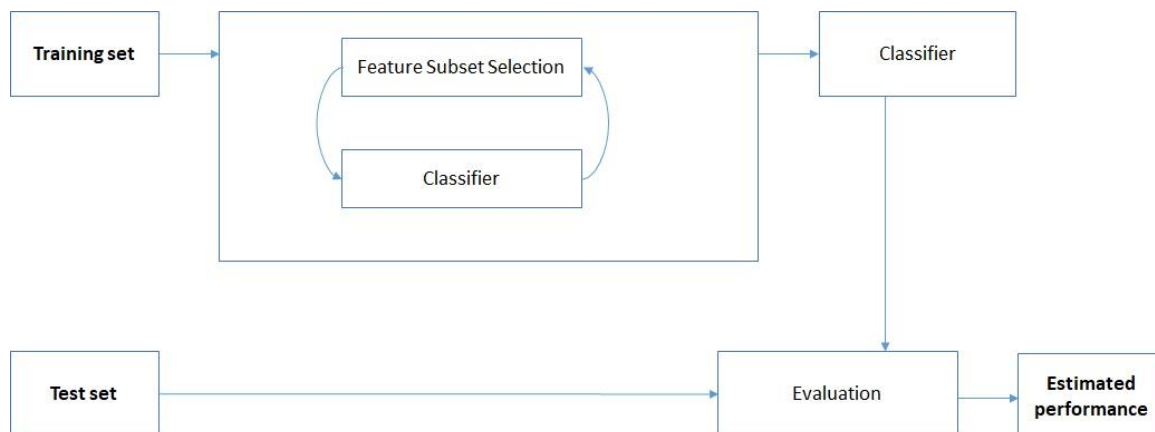 Training set
Feature Subset Selection
Classifier
Classifier
Test set
Evaluation
Estimated
performance